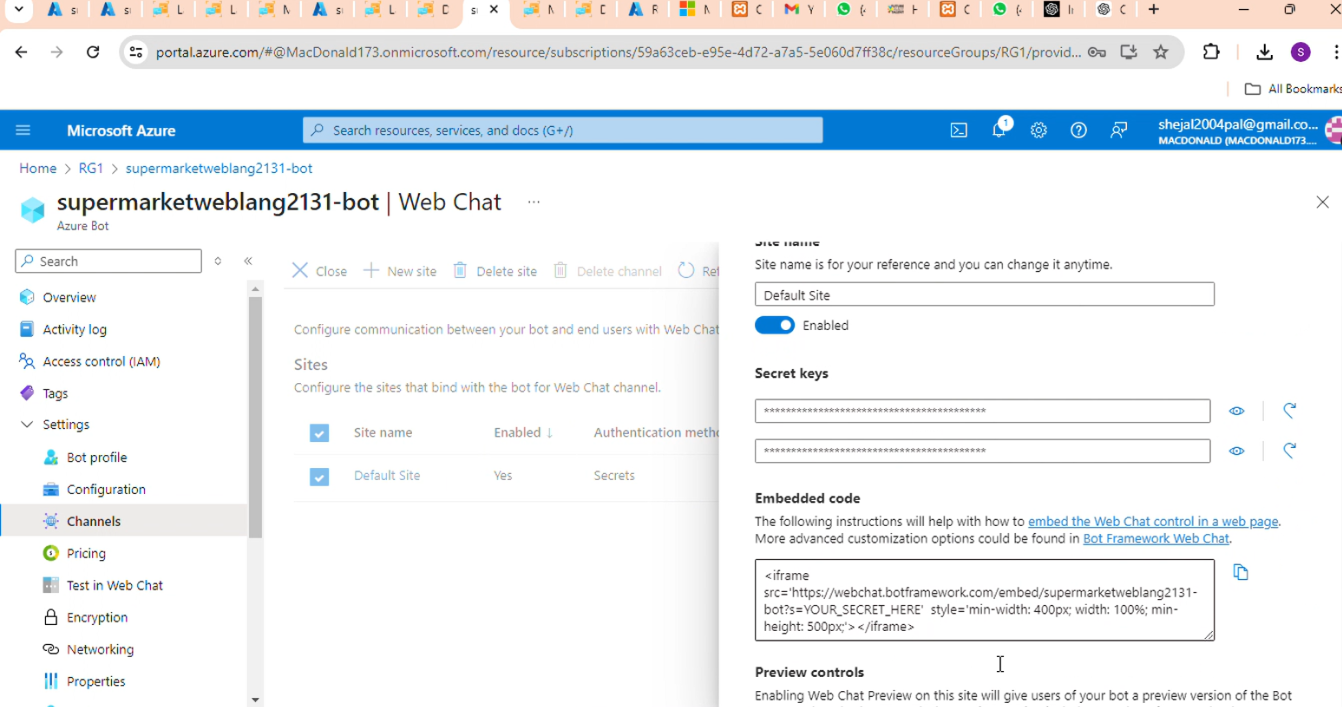 portal.azure.com/#@MacDonald173.onmicrosoft.com/resource/subscriptions/59a63ceb-e95e-4d72-a7a5-5e060d7ff38c/resourceGroups/RG1/provid...
S
All Bookmarks
Microsoft Azure
Search resources, services, and docs (G+/)
1
shejal2004pal@gmail.co...
MACDONALD (MACDONALD173....
Home > RG1 > supermarketweblang2131-bot
supermarketweblang2131-bot | Web Chat ...
Azure Bot
Search
Overview
Activity log
Access control (IAM)
Tags
Settings
Bot profile
Configuration
Channels
Pricing
Test in Web Chat
Encryption
Networking
Properties
Close
New site
Delete site
Delete channel
Ref
Configure communication between your bot and end users with Web Chat
Sites
Configure the sites that bind with the bot for Web Chat channel.
Site name Enabled ↓ Authentication metho
Default Site Yes Secrets
Site name
Site name is for your reference and you can change it anytime.
Default Site
Enabled
Secret keys
****************************************
****************************************
Embedded code
The following instructions will help with how to embed the Web Chat control in a web page.
More advanced customization options could be found in Bot Framework Web Chat.
<iframe
src='https://webchat.botframework.com/embed/supermarketweblang2131-
bot?s=YOUR_SECRET_HERE' style='min-width: 400px; width: 100%; min-
height: 500px;'></iframe>
Preview controls
Enabling Web Chat Preview on this site will give users of your bot a preview version of the Bot